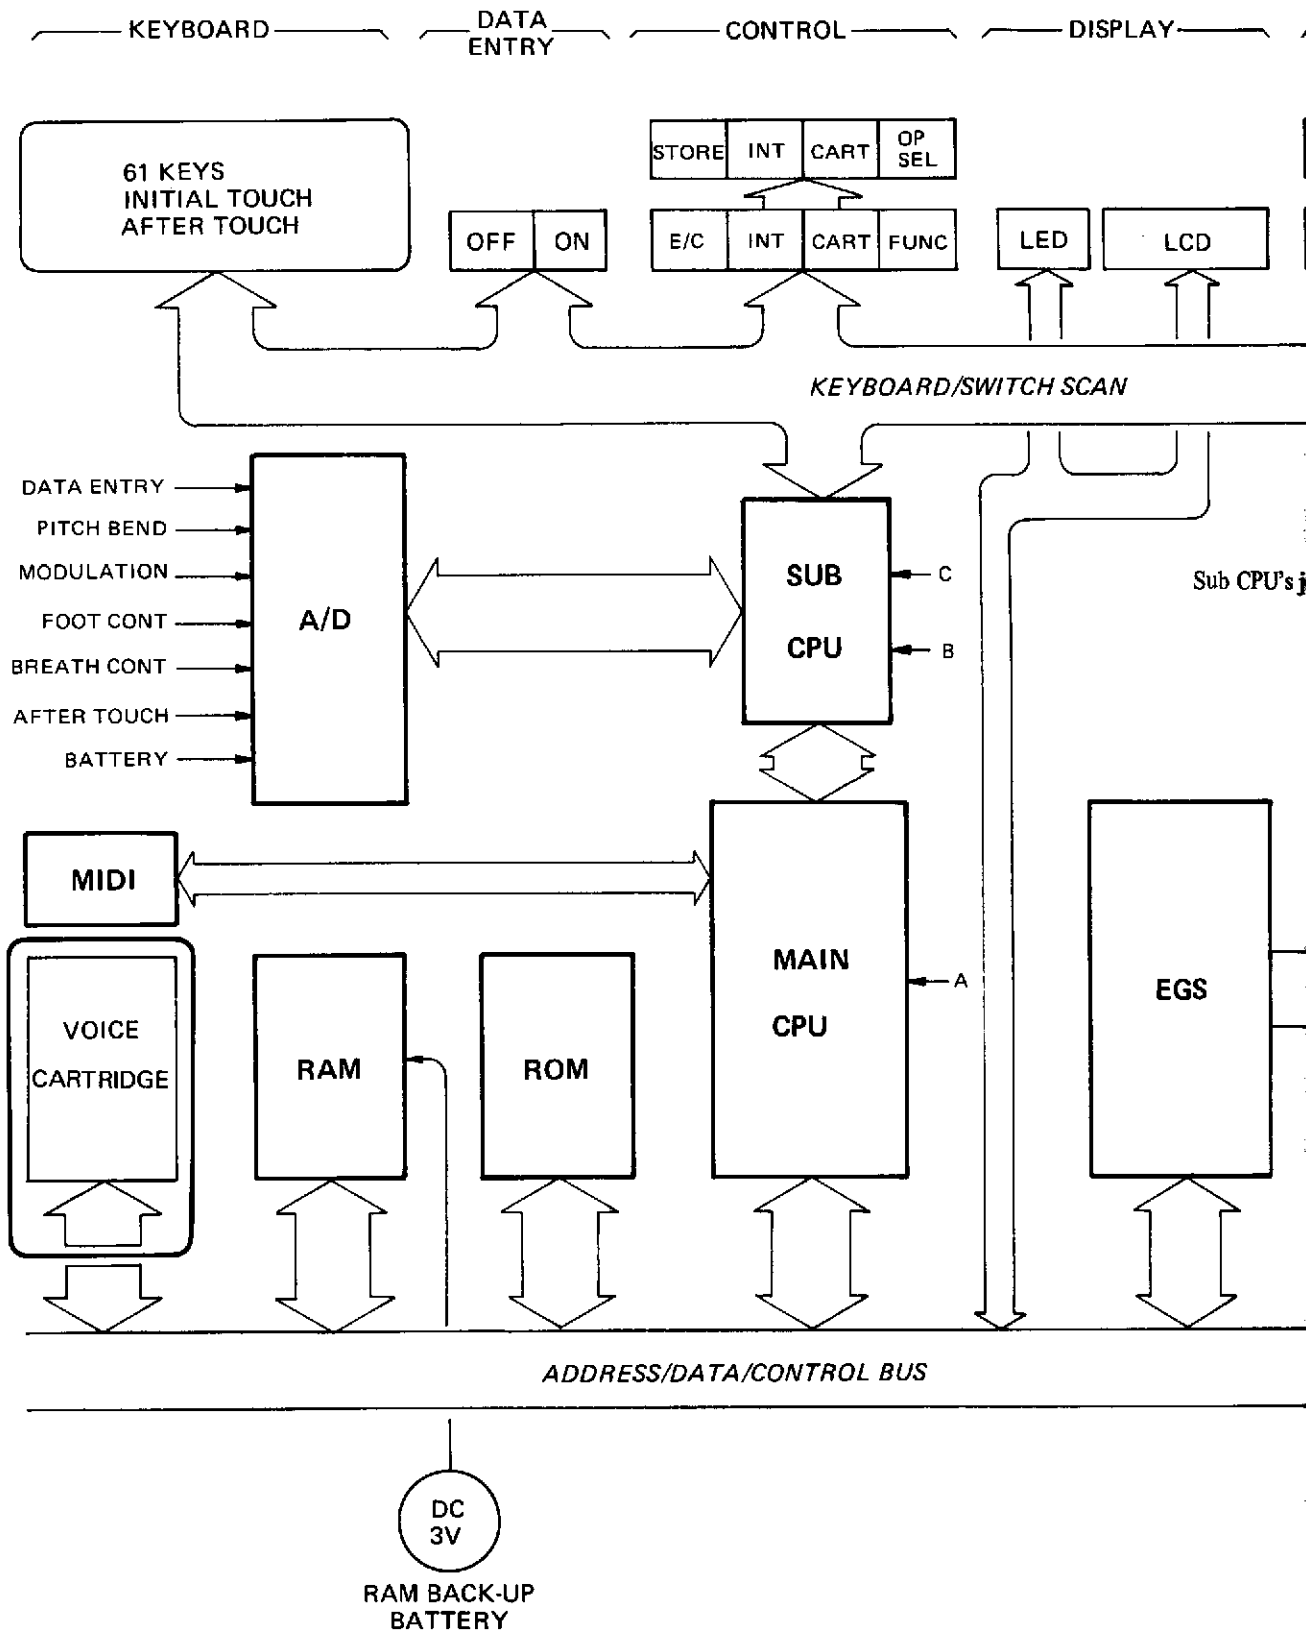 KEYBOARD
DATA
ENTRY
CONTROL
DISPLAY
61 KEYS
INITIAL TOUCH
AFTER TOUCH
OFF ON
STORE INT CART OP SEL
E/C INT CART FUNC
LED
LCD
KEYBOARD/SWITCH SCAN
DATA ENTRY
PITCH BEND
MODULATION
FOOT CONT
BREATH CONT
AFTER TOUCH
BATTERY
A/D
SUB
CPU
C
B
Sub CPU's
MIDI
VOICE
CARTRIDGE
RAM
ROM
MAIN
CPU
A
EGS
ADDRESS/DATA/CONTROL BUS
DC
3V
RAM BACK-UP
BATTERY